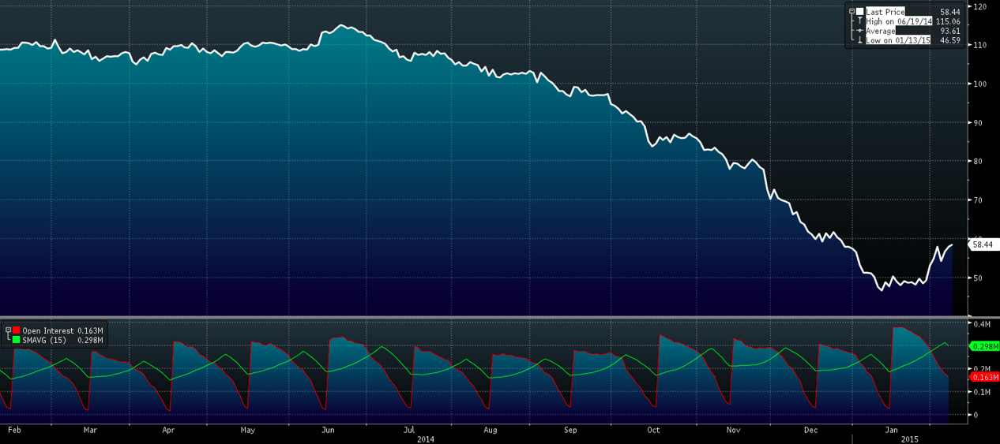 120
Last Price 58.44
High on 06/19/14 115.06
Average 93.61
Low on 01/13/15 46.59
110
100
90
80
70
58.44
50
Open Interest 0.163M
SMAVG (15) 0.298M
0.4M
0.298M
0.2M
0.163M
0.1M
0
Feb Mar Apr May Jun Jul Aug Sep Oct Nov Dec Jan
2014 2015